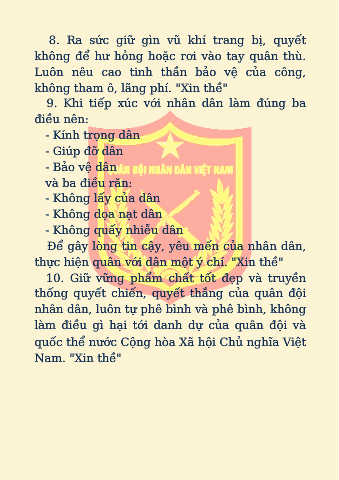 8. Ra sức giữ gìn vũ khí trang bị, quyết
không để hư hỏng hoặc rơi vào tay quân thù.
Luôn nêu cao tinh thần bảo vệ của công,
không tham ô, lãng phí. "Xin thề"
9. Khi tiếp xúc với nhân dân làm đúng ba
điều nên:
- Kính trọng dân
- Giúp đỡ dân
- Bảo vệ dân
và ba điều răn:
- Không lấy của dân
- Không dọa nạt dân
- Không quấy nhiễu dân
Để gây lòng tin cậy, yêu mến của nhân dân,
thực hiện quân với dân một ý chí. "Xin thề"
10. Giữ vững phẩm chất tốt đẹp và truyền
thống quyết chiến, quyết thắng của quân đội
nhân dân, luôn tự phê bình và phê bình, không
làm điều gì hại tới danh dự của quân đội và
quốc thể nước Cộng hòa Xã hội Chủ nghĩa Việt
Nam. "Xin thề"
QUÂN ĐỘI NHÂN DÂN VIỆT NAM